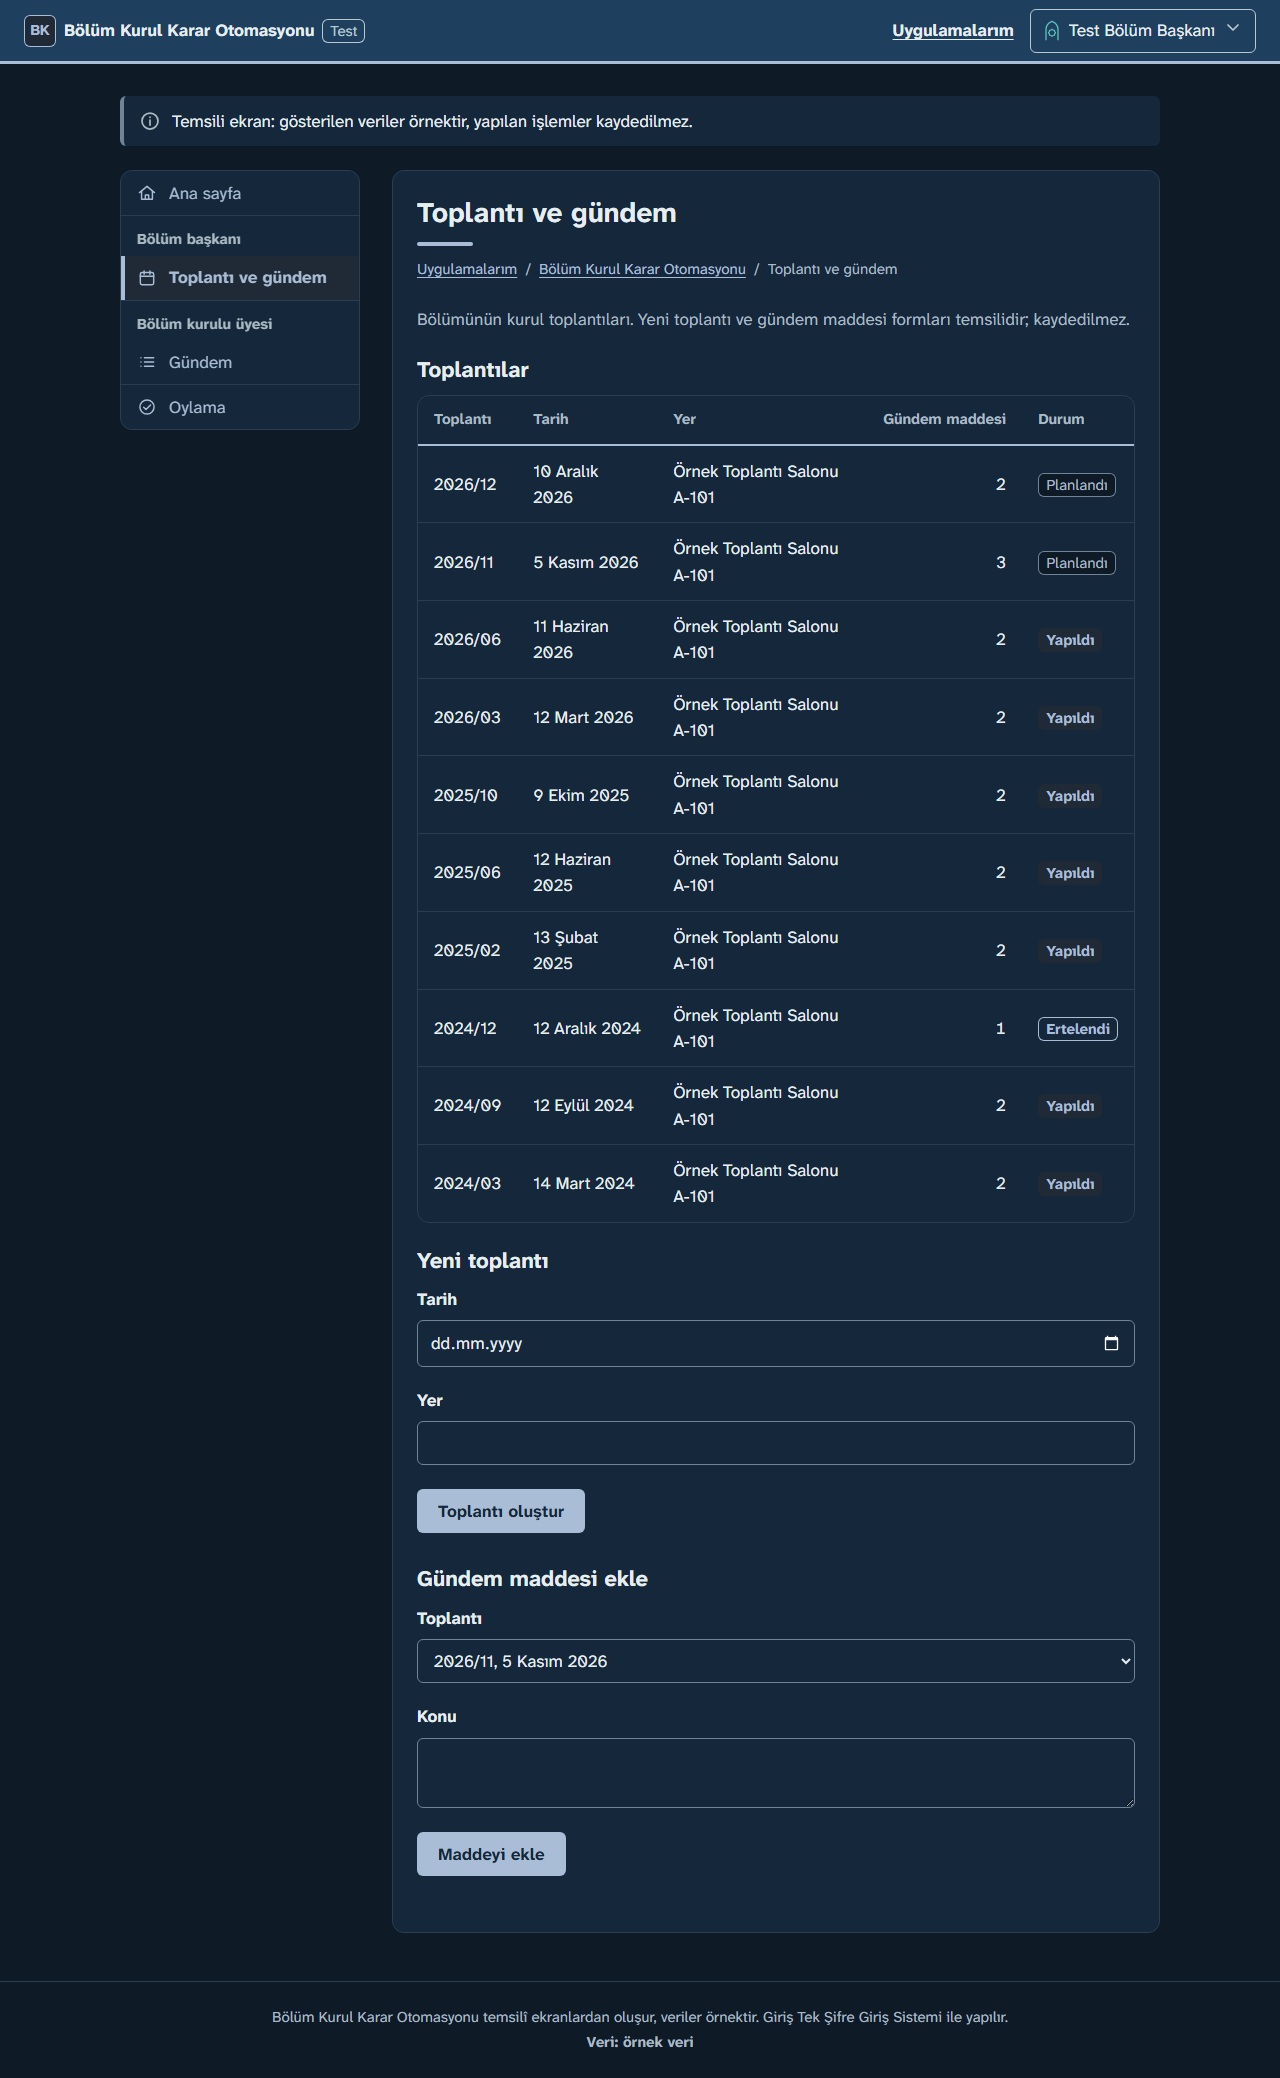 BK Bölüm Kurul Karar Otomasyonu Test
Uygulamalarım
Test Bölüm Başkanı
Temsili ekran: gösterilen veriler örnektir, yapılan işlemler kaydedilmez.
Ana sayfa
Bölüm başkanı
Toplantı ve gündem
Bölüm kurulu üyesi
Gündem
Oylama
Toplantı ve gündem
Uygulamalarım / Bölüm Kurul Karar Otomasyonu / Toplantı ve gündem
Bölümünün kurul toplantıları. Yeni toplantı ve gündem maddesi formları temsilidir; kaydedilmez.
Toplantılar
Toplantı Tarih Yer Gündem maddesi Durum
2026/12 10 Aralık 2026 Örnek Toplantı Salonu A-101 2 Planlandı
2026/11 5 Kasım 2026 Örnek Toplantı Salonu A-101 3 Planlandı
2026/06 11 Haziran 2026 Örnek Toplantı Salonu A-101 2 Yapıldı
2026/03 12 Mart 2026 Örnek Toplantı Salonu A-101 2 Yapıldı
2025/10 9 Ekim 2025 Örnek Toplantı Salonu A-101 2 Yapıldı
2025/06 12 Haziran 2025 Örnek Toplantı Salonu A-101 2 Yapıldı
2025/02 13 Şubat 2025 Örnek Toplantı Salonu A-101 2 Yapıldı
2024/12 12 Aralık 2024 Örnek Toplantı Salonu A-101 1 Ertelendi
2024/09 12 Eylül 2024 Örnek Toplantı Salonu A-101 2 Yapıldı
2024/03 14 Mart 2024 Örnek Toplantı Salonu A-101 2 Yapıldı
Yeni toplantı
Tarih
dd.mm.yyyy
Yer
Toplantı oluştur
Gündem maddesi ekle
Toplantı
2026/11, 5 Kasım 2026
Konu
Maddeyi ekle
Bölüm Kurul Karar Otomasyonu temsilî ekranlardan oluşur, veriler örnektir. Giriş Tek Şifre Giriş Sistemi ile yapılır.
Veri: örnek veri